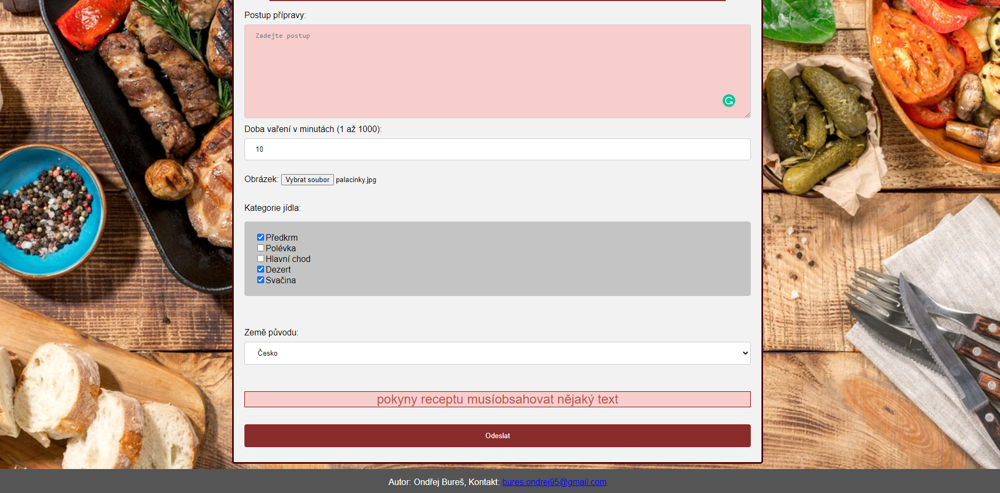 Postup přípravy:
Zadejte postup
Doba vaření v minutách (1 až 1000):
10
Obrázek: Vybrat soubor palacinky.jpg
Kategorie jídla:
Předkrm
Polévka
Hlavní chod
Dezert
Svačina
Země původu:
Česko
pokyny receptu musíobsahovat nějaký text
Odeslat
Autor: Ondřej Bureš, Kontakt: bures.ondrej95@gmail.com